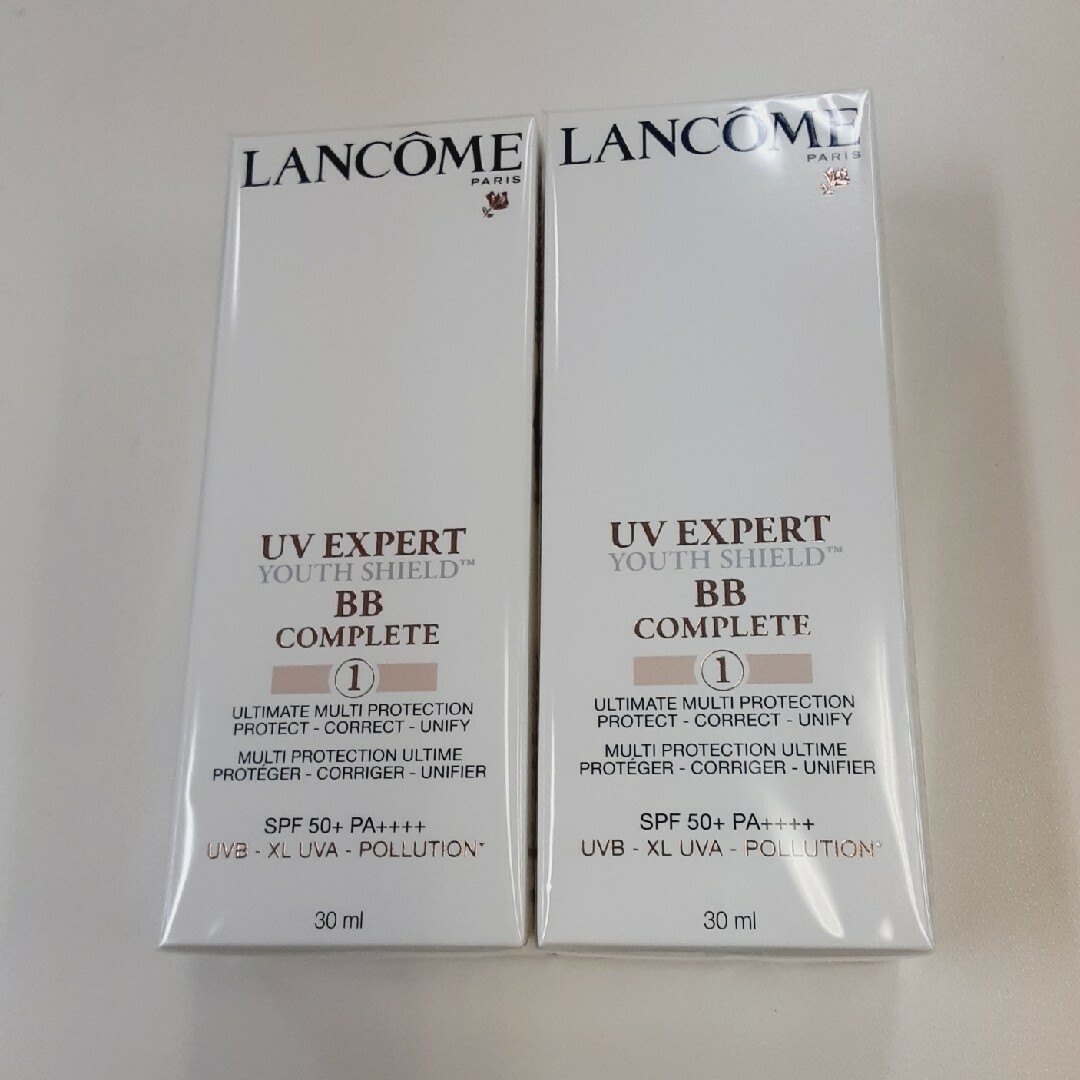 LANCÔME
PARIS
UV EXPERT
YOUTH SHIELD™
BB
COMPLETE
1
ULTIMATE MULTI PROTECTION
PROTECT - CORRECT - UNIFY
MULTI PROTECTION ULTIME
PROTÉGER - CORRIGER - UNIFIER
SPF 50+ PA++++
UVB - XL UVA - POLLUTION*
30 ml
LANCÔME
PARIS
UV EXPERT
YOUTH SHIELD™
BB
COMPLETE
1
ULTIMATE MULTI PROTECTION
PROTECT - CORRECT - UNIFY
MULTI PROTECTION ULTIME
PROTÉGER - CORRIGER - UNIFIER
SPF 50+ PA++++
UVB - XL UVA - POLLUTION*
30 ml